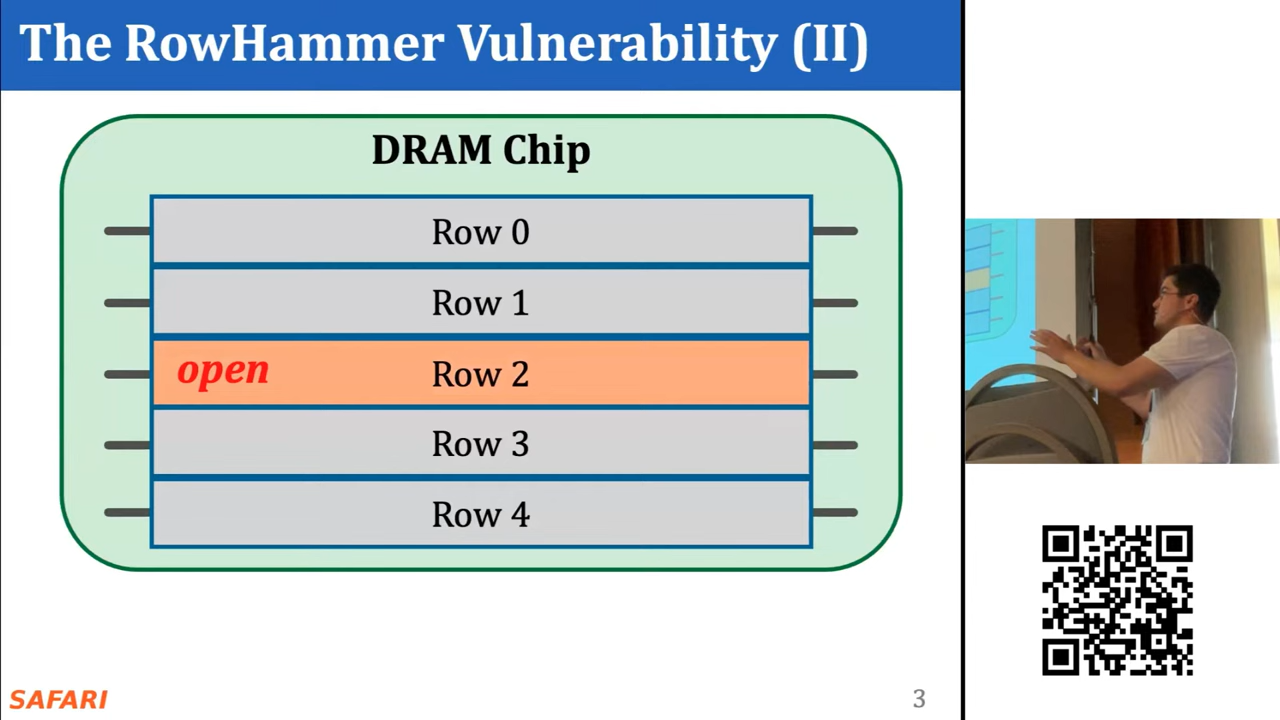 The RowHammer Vulnerability (II)
DRAM Chip
Row 0
Row 1
open Row 2
Row 3
Row 4
SAFARI
3